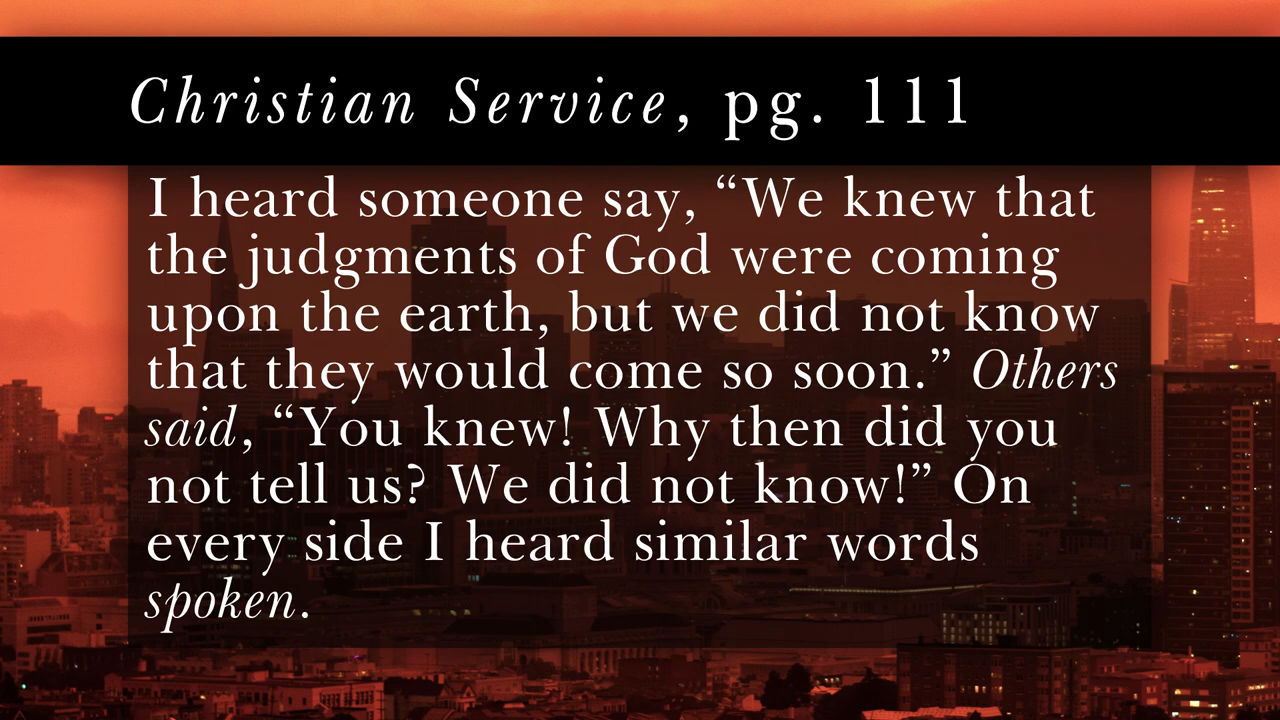 Christian Service, pg. 111
I heard someone say, “We knew that
the judgments of God were coming
upon the earth, but we did not know
that they would come so soon.” Others
said, “You knew! Why then did you
not tell us? We did not know!” On
every side I heard similar words
spoken.